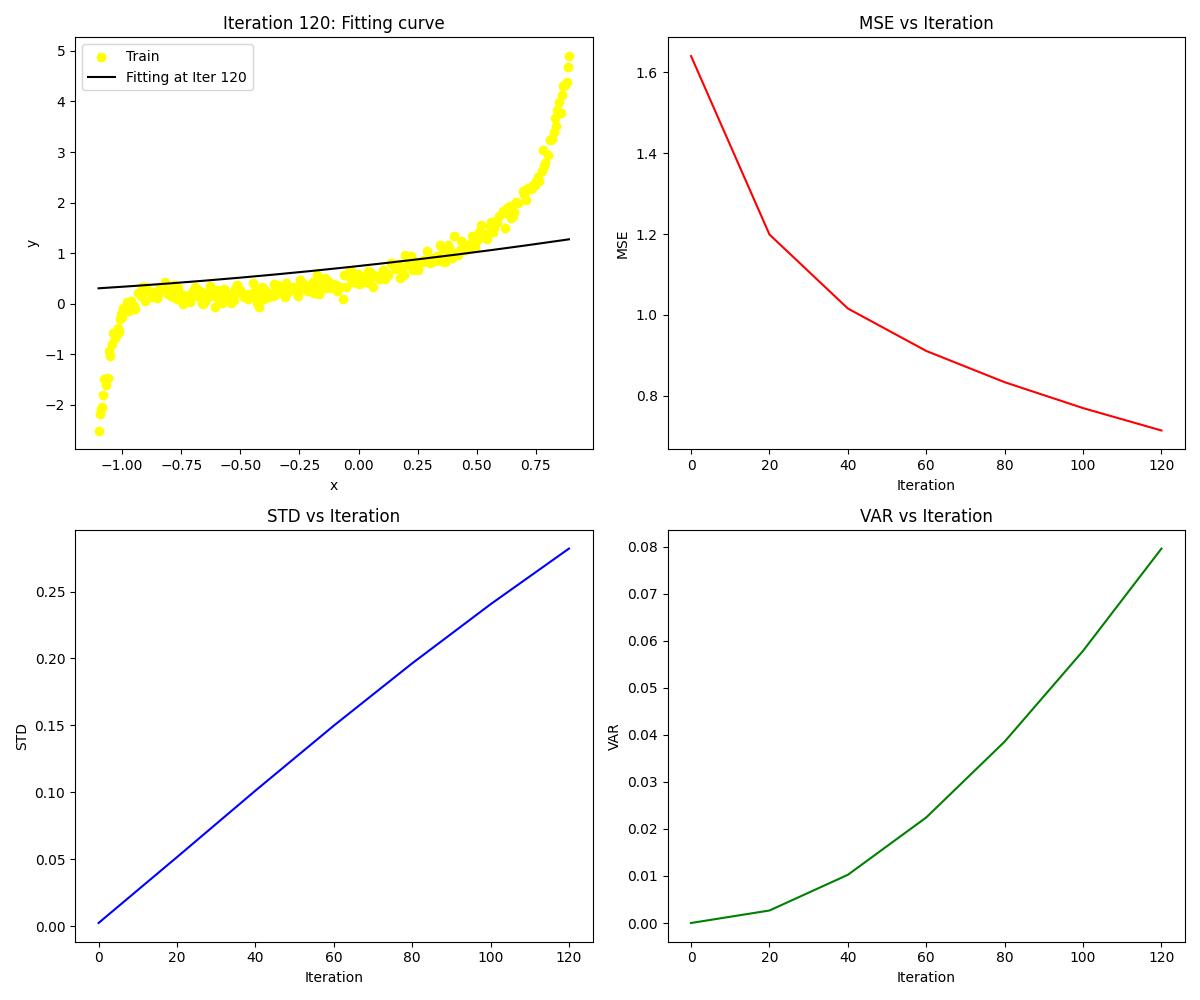 Iteration 120: Fitting curve
Train
Fitting at Iter 120
5
4
3
2
1
0
−1
−2
y
−1.00 −0.75 −0.50 −0.25 0.00 0.25 0.50 0.75
x
MSE vs Iteration
1.6
1.4
1.2
1.0
0.8
MSE
0 20 40 60 80 100 120
Iteration
STD vs Iteration
0.25
0.20
0.15
0.10
0.05
0.00
STD
0 20 40 60 80 100 120
Iteration
VAR vs Iteration
0.08
0.07
0.06
0.05
0.04
0.03
0.02
0.01
0.00
VAR
0 20 40 60 80 100 120
Iteration